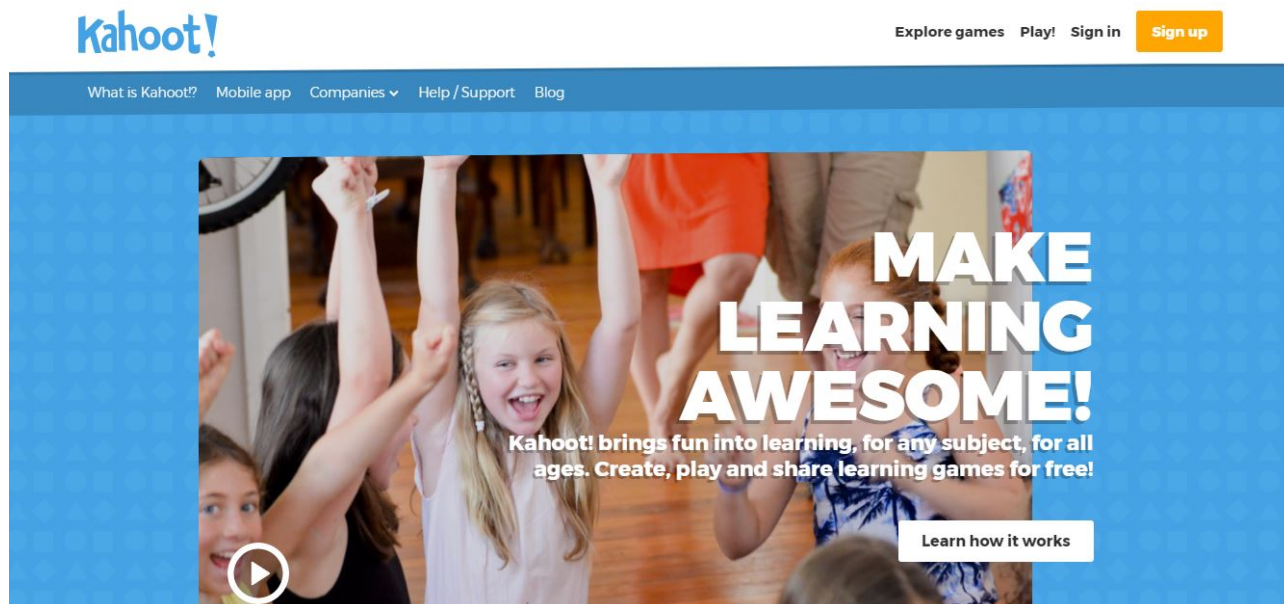 Kahoot!
Explore games Play! Sign in Sign up
What is Kahoot!? Mobile app Companies Help / Support Blog
MAKE
LEARNING
AWESOME!
Kahoot! brings fun into learning, for any subject, for all
ages. Create, play and share learning games for free!
Learn how it works